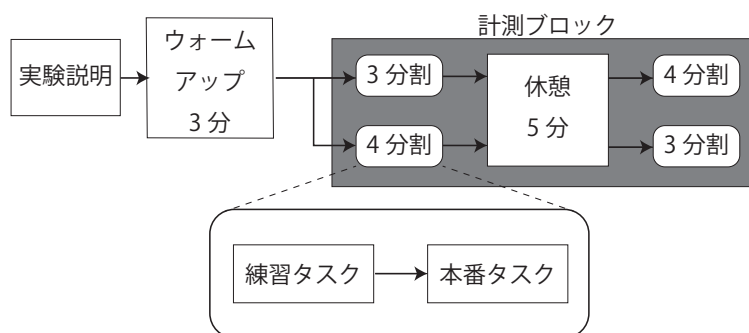 計測ブロック
実験説明
ウォーム
アップ
3 分
3 分割
4 分割
休憩
5 分
4 分割
3 分割
練習タスク
本番タスク